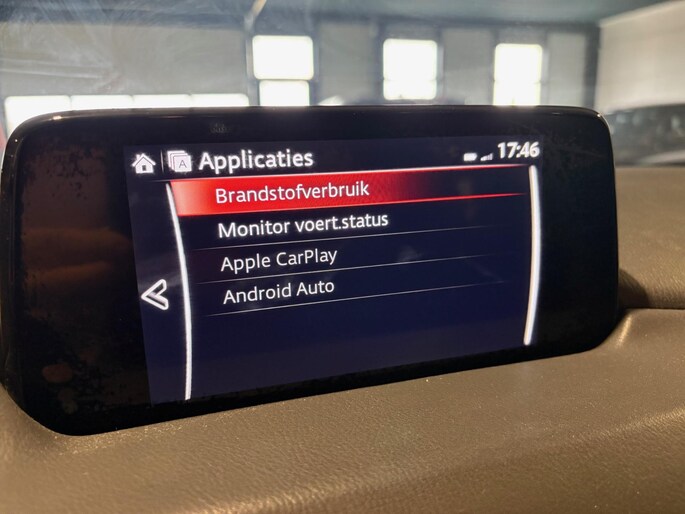 A Applicaties 17:46
Brandstofverbruik
Monitor voert.status
Apple CarPlay
Android Auto